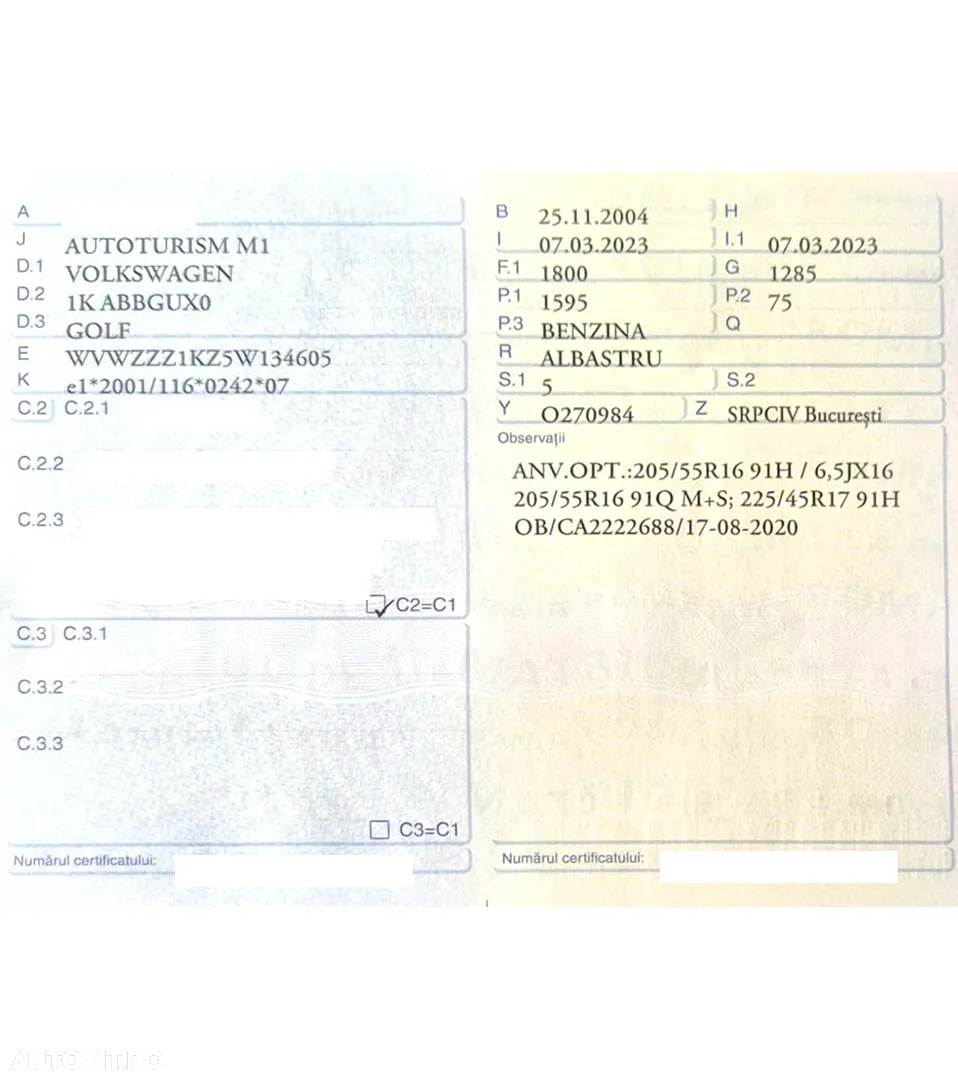 A
J AUTOTURISM M1
D.1 VOLKSWAGEN
D.2 1K ABBGUX0
D.3 GOLF
E WVWZZZ1KZ5W134605
K e1*2001/116*0242*07
C.2 C.2.1
C.2.2
C.2.3
C2=C1
C.3 C.3.1
C.3.2
C.3.3
C3=C1
Numărul certificatului:
B 25.11.2004 H
I 07.03.2023 I.1 07.03.2023
F.1 1800 G 1285
P.1 1595 P.2 75
P.3 BENZINA Q
R ALBASTRU
S.1 5 S.2
Y O270984 Z SRPCIV București
Observații
ANV.OPT.:205/55R16 91H / 6,5JX16
205/55R16 91Q M+S; 225/45R17 91H
OB/CA2222688/17-08-2020
Numărul certificatului:
AUTOVIT.RO